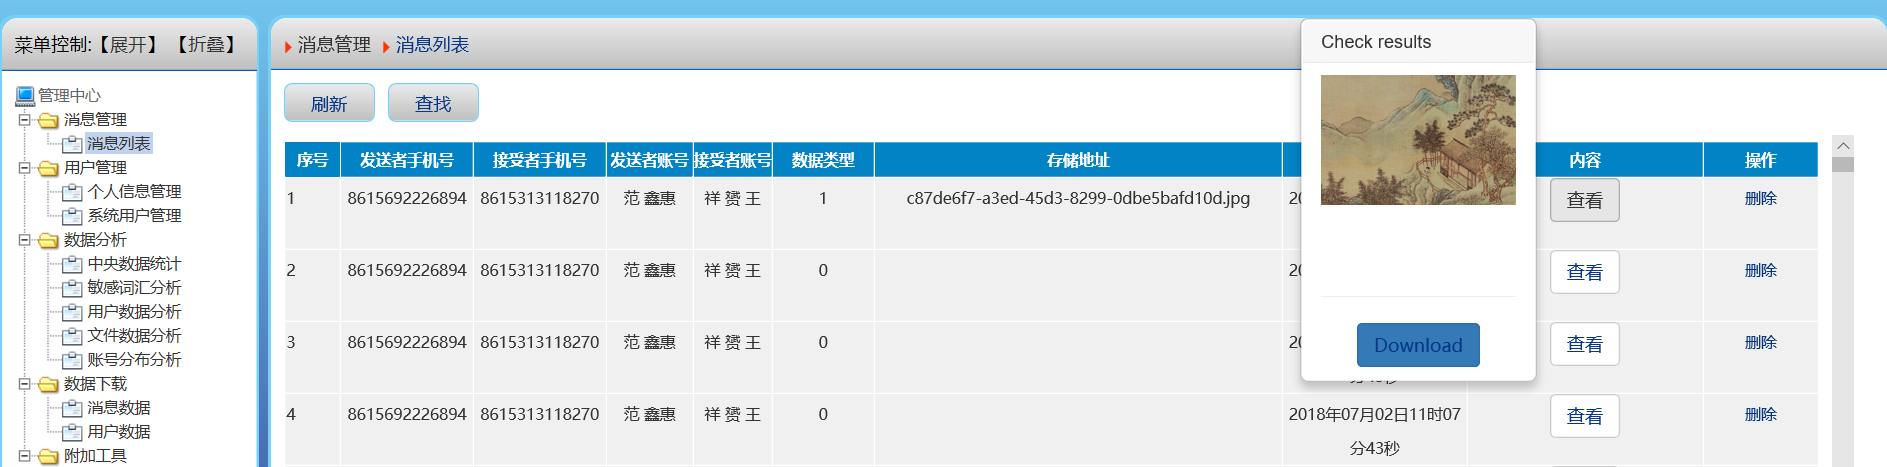 菜单控制:【展开】 【折叠】
管理中心
消息管理
消息列表
用户管理
个人信息管理
系统用户管理
数据分析
中央数据统计
敏感词汇分析
用户数据分析
文件数据分析
账号分布分析
数据下载
消息数据
用户数据
附加工具
消息管理 消息列表
刷新 查找
序号 发送者手机号 接受者手机号 发送者账号 接受者账号 数据类型 存储地址 内容 操作
1 8615692226894 8615313118270 范 鑫惠 祥 赟 王 1 c87de6f7-a3ed-45d3-8299-0dbe5bafd10d.jpg 查看 删除
2 8615692226894 8615313118270 范 鑫惠 祥 赟 王 0 查看 删除
3 8615692226894 8615313118270 范 鑫惠 祥 赟 王 0 查看 删除
4 8615692226894 8615313118270 范 鑫惠 祥 赟 王 0 2018年07月02日11时07 查看 删除
分43秒
Check results
Download